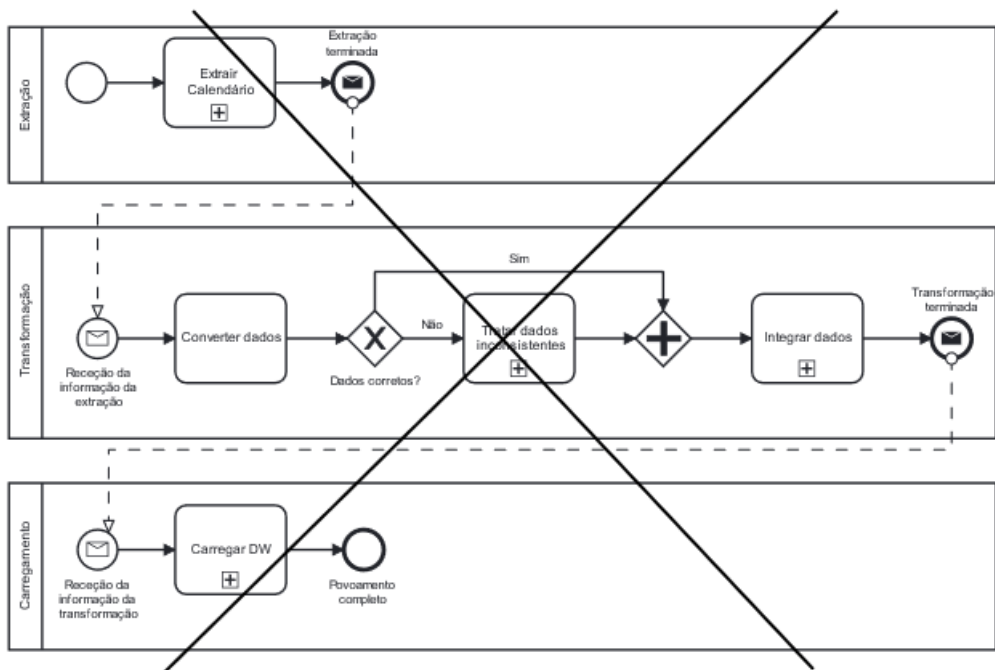 Extração
Extrair
Calendário
Extração
terminada
Transformação
Receção da
informação da
extração
Converter dados
Dados corretos?
Sim
Não
Tratar dados
inconsistentes
Integrar dados
Transformação
terminada
Carregamento
Receção da
informação da
transformação
Carregar DW
Povoamento
completo